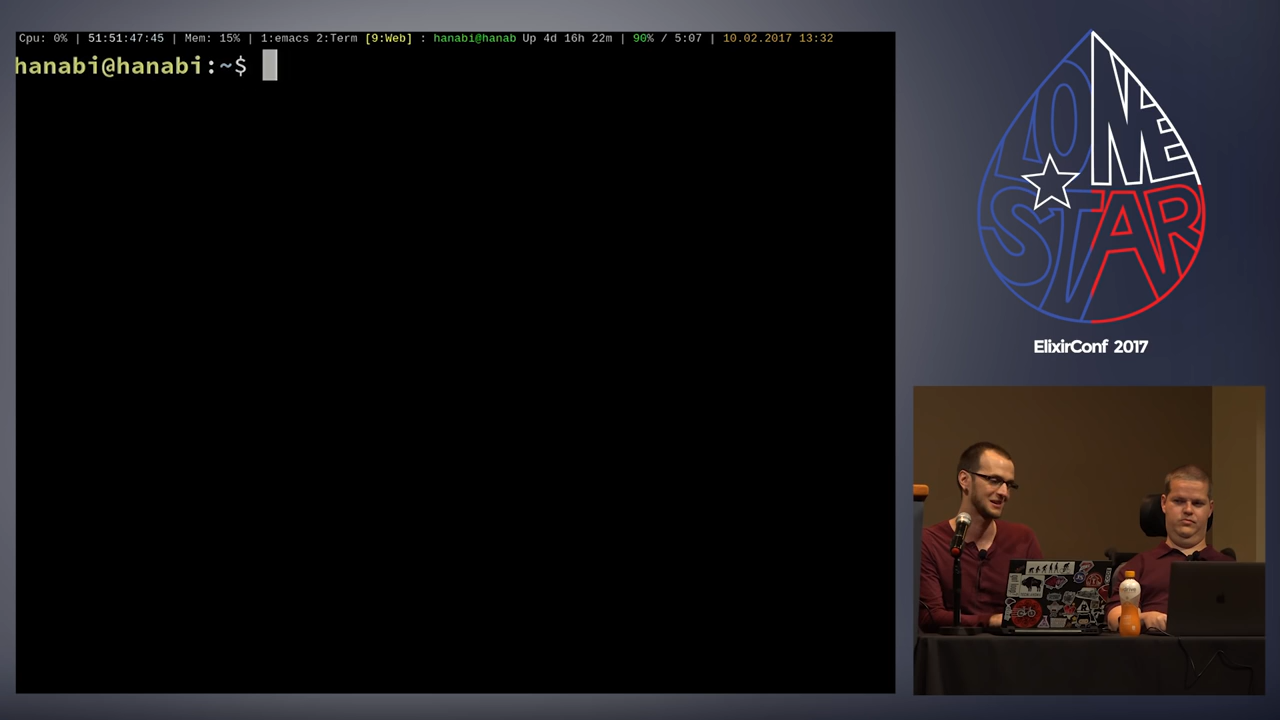 Cpu: 0% | 51:51:47:45 | Mem: 15% | 1:emacs 2:Term [9:Web] : hanabi@hanab Up 4d 16h 22m | 90% / 5:07 | 10.02.2017 13:32
hanabi@hanabi:~$
LONE
STAR
ElixirConf 2017